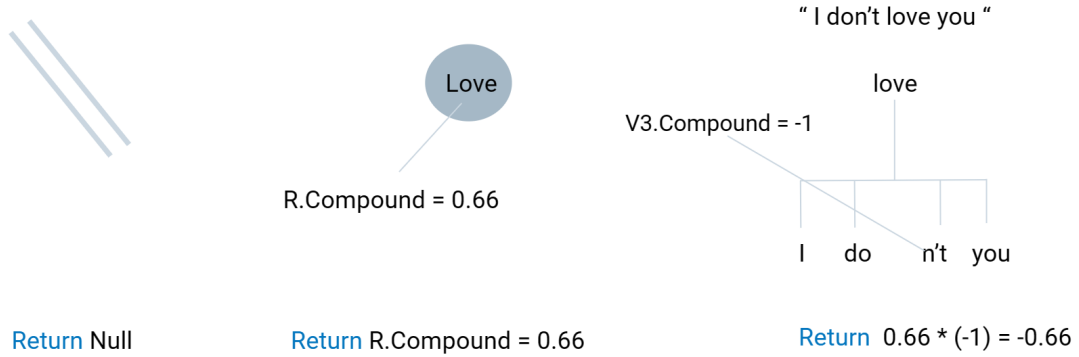 “ I don’t love you “
Love
love
V3.Compound = -1
R.Compound = 0.66
I do n’t you
Return Null
Return R.Compound = 0.66
Return 0.66 * (-1) = -0.66